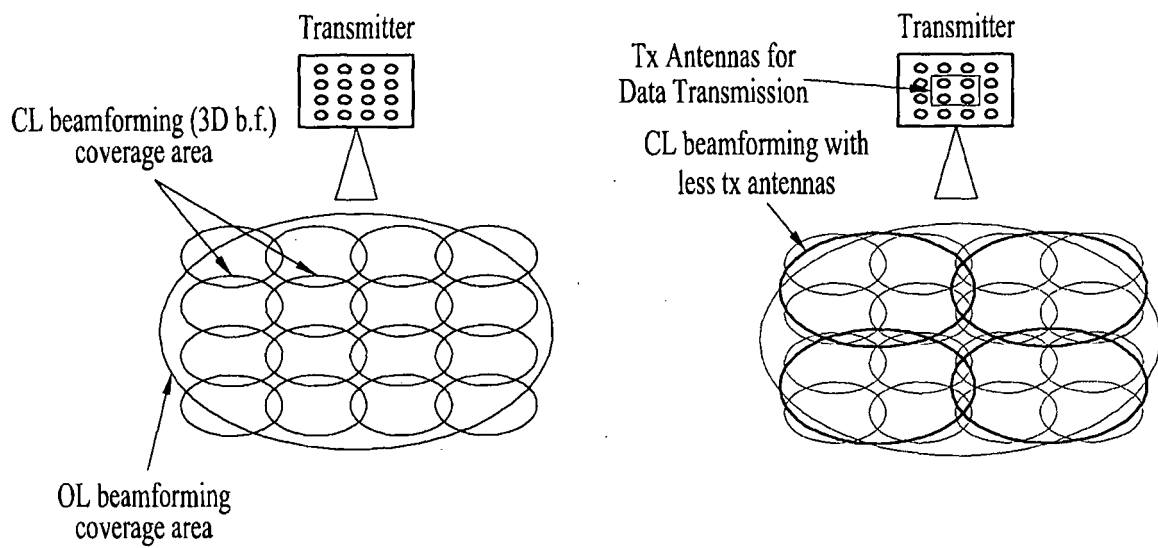 Transmitter
CL beamforming (3D b.f.)
coverage area
OL beamforming
coverage area
Transmitter
Tx Antennas for
Data Transmission
CL beamforming with
less tx antennas